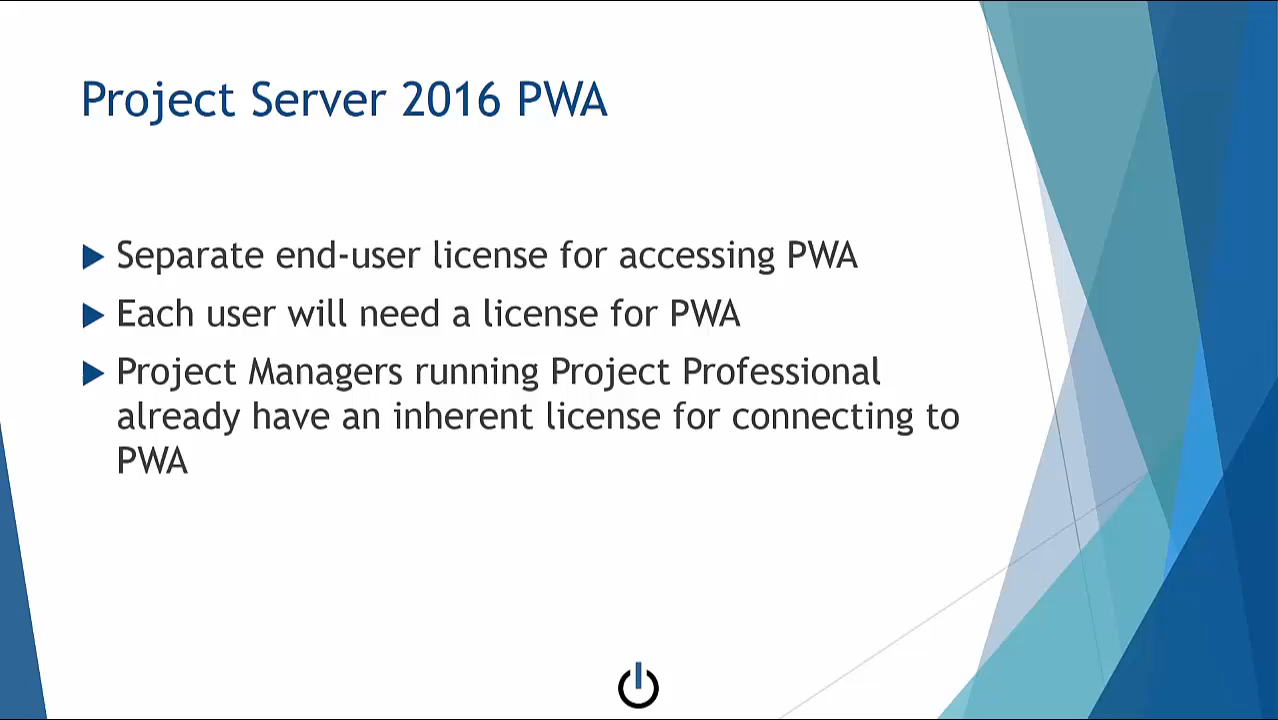 Project Server 2016 PWA
Separate end-user license for accessing PWA
Each user will need a license for PWA
Project Managers running Project Professional
already have an inherent license for connecting to
PWA